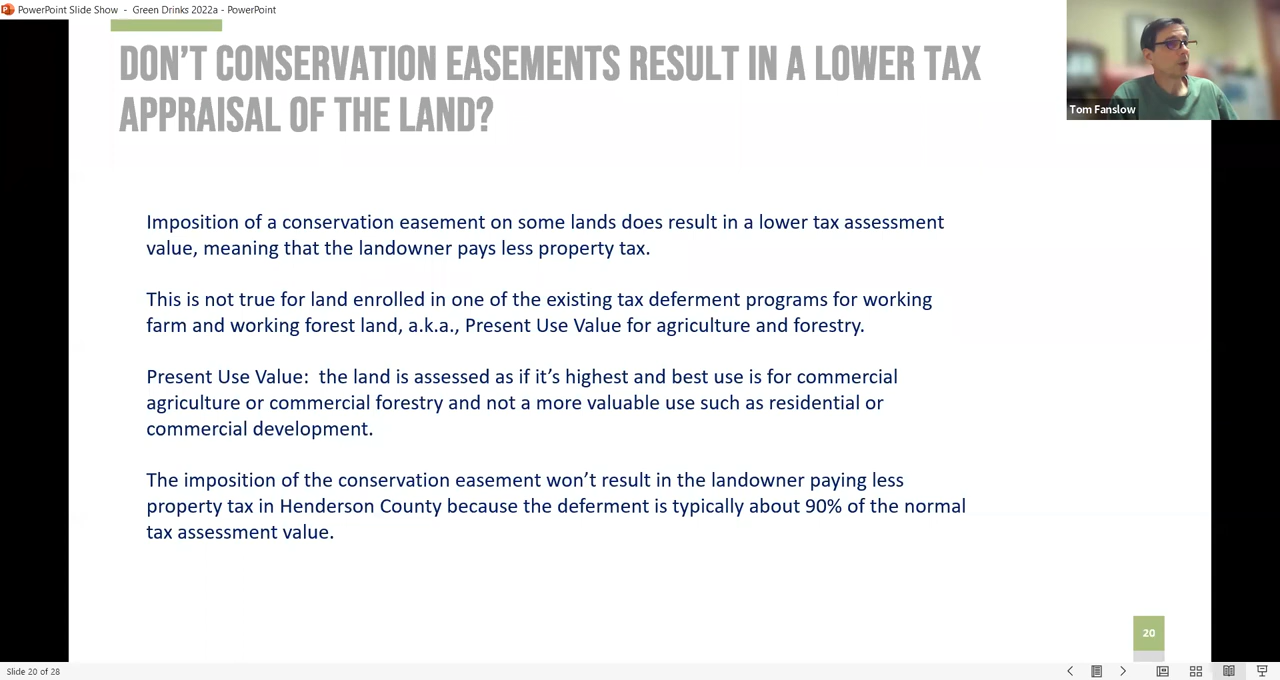 PowerPoint Slide Show - Green Drinks 2022a - PowerPoint
DON'T CONSERVATION EASEMENTS RESULT IN A LOWER TAX
APPRAISAL OF THE LAND?
Tom Fanslow
Imposition of a conservation easement on some lands does result in a lower tax assessment
value, meaning that the landowner pays less property tax.
This is not true for land enrolled in one of the existing tax deferment programs for working
farm and working forest land, a.k.a., Present Use Value for agriculture and forestry.
Present Use Value:  the land is assessed as if it's highest and best use is for commercial
agriculture or commercial forestry and not a more valuable use such as residential or
commercial development.
The imposition of the conservation easement won't result in the landowner paying less
property tax in Henderson County because the deferment is typically about 90% of the normal
tax assessment value.
20
Slide 20 of 28